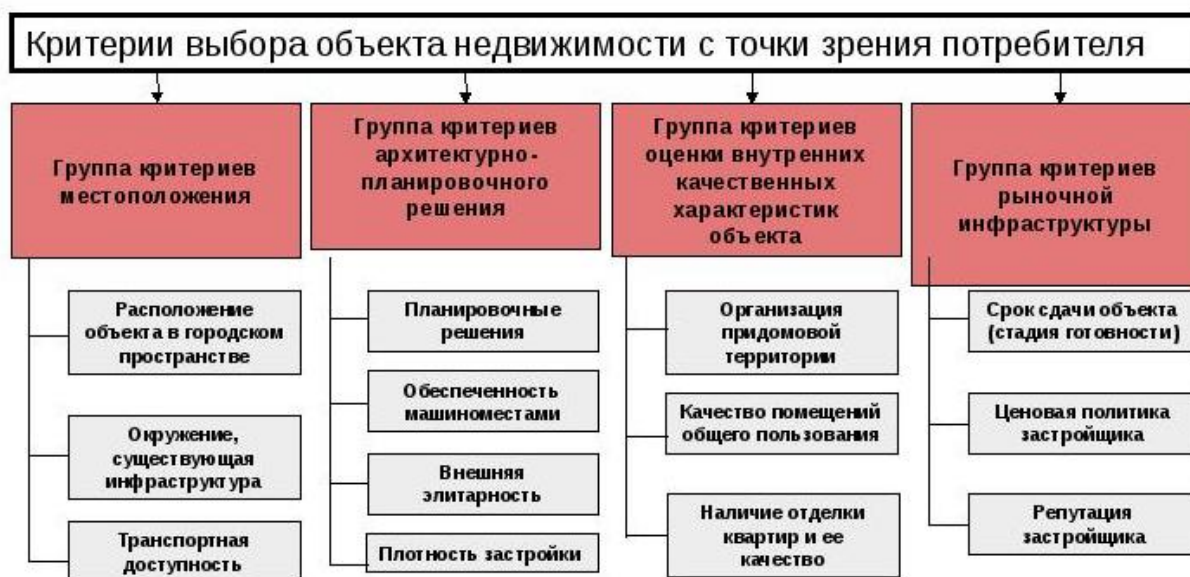 Критерии выбора объекта недвижимости с точки зрения потребителя
Группа критериев
местоположения
Расположение
объекта в городском
пространстве
Окружение,
существующая
инфраструктура
Транспортная
доступность
Группа критериев
архитектурно-
планировочного
решения
Планировочные
решения
Обеспеченность
машиноместами
Внешняя
элитарность
Плотность застройки
Группа критериев
оценки внутренних
качественных
характеристик
объекта
Организация
придомовой
территории
Качество помещений
общего пользования
Наличие отделки
квартир и ее
качество
Группа критериев
рыночной
инфраструктуры
Срок сдачи объекта
(стадия готовности)
Ценовая политика
застройщика
Репутация
застройщика